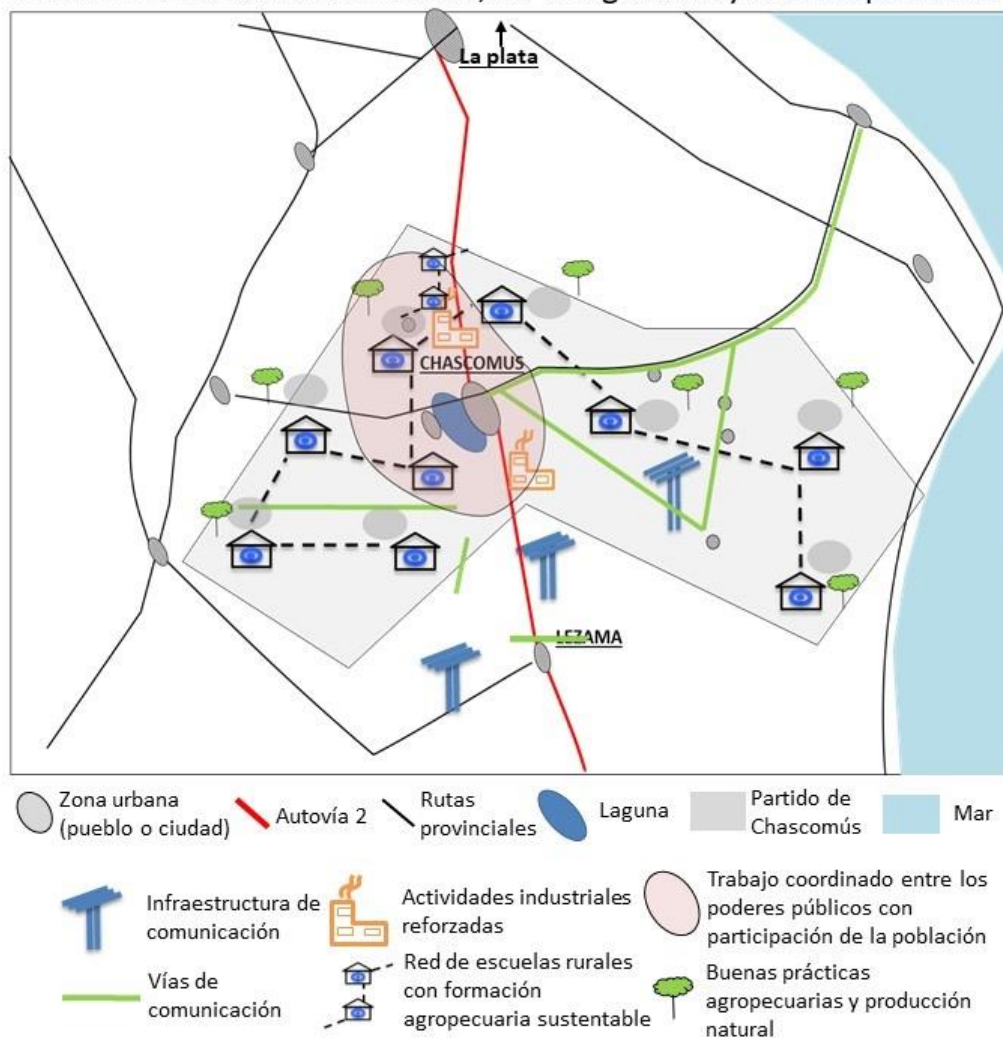 La plata
CHASCOMUS
LEZAMA
Zona urbana
(pueblo o ciudad)
Autovía 2
Rutas
provinciales
Laguna
Partido de
Chascomús
Mar
Infraestructura de
comunicación
Actividades industriales
reforzadas
Trabajo coordinado entre los
poderes públicos con
participación de la población
Vías de
comunicación
Red de escuelas rurales
con formación
agropecuaria sustentable
Buenas prácticas
agropecuarias y producción
natural